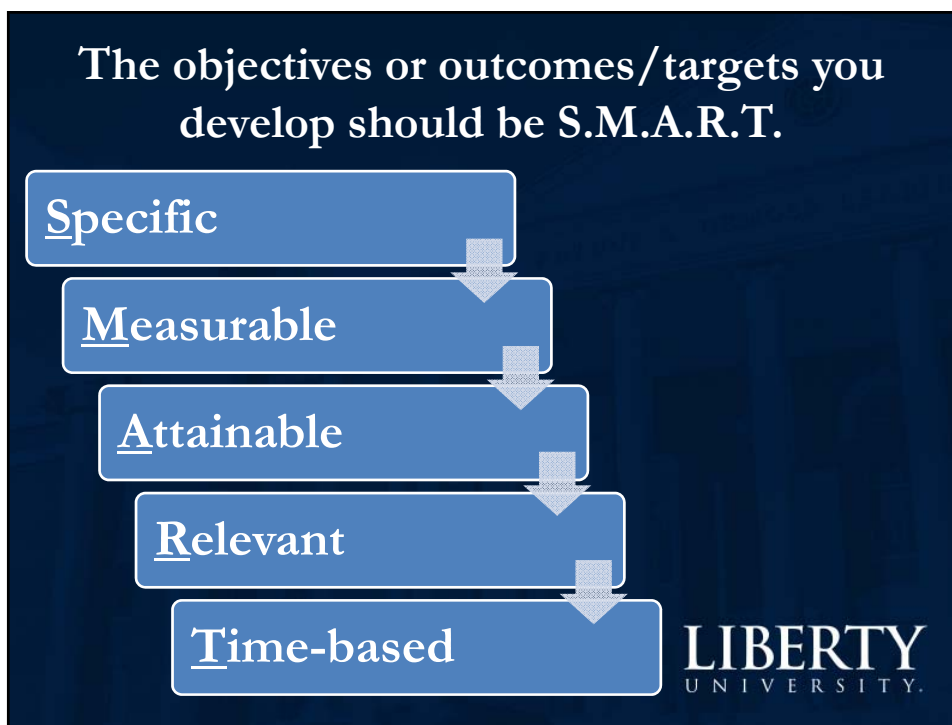 The objectives or outcomes/targets you
develop should be S.M.A.R.T.
Specific
Measurable
Attainable
Relevant
Time-based
LIBERTY
UNIVERSITY.